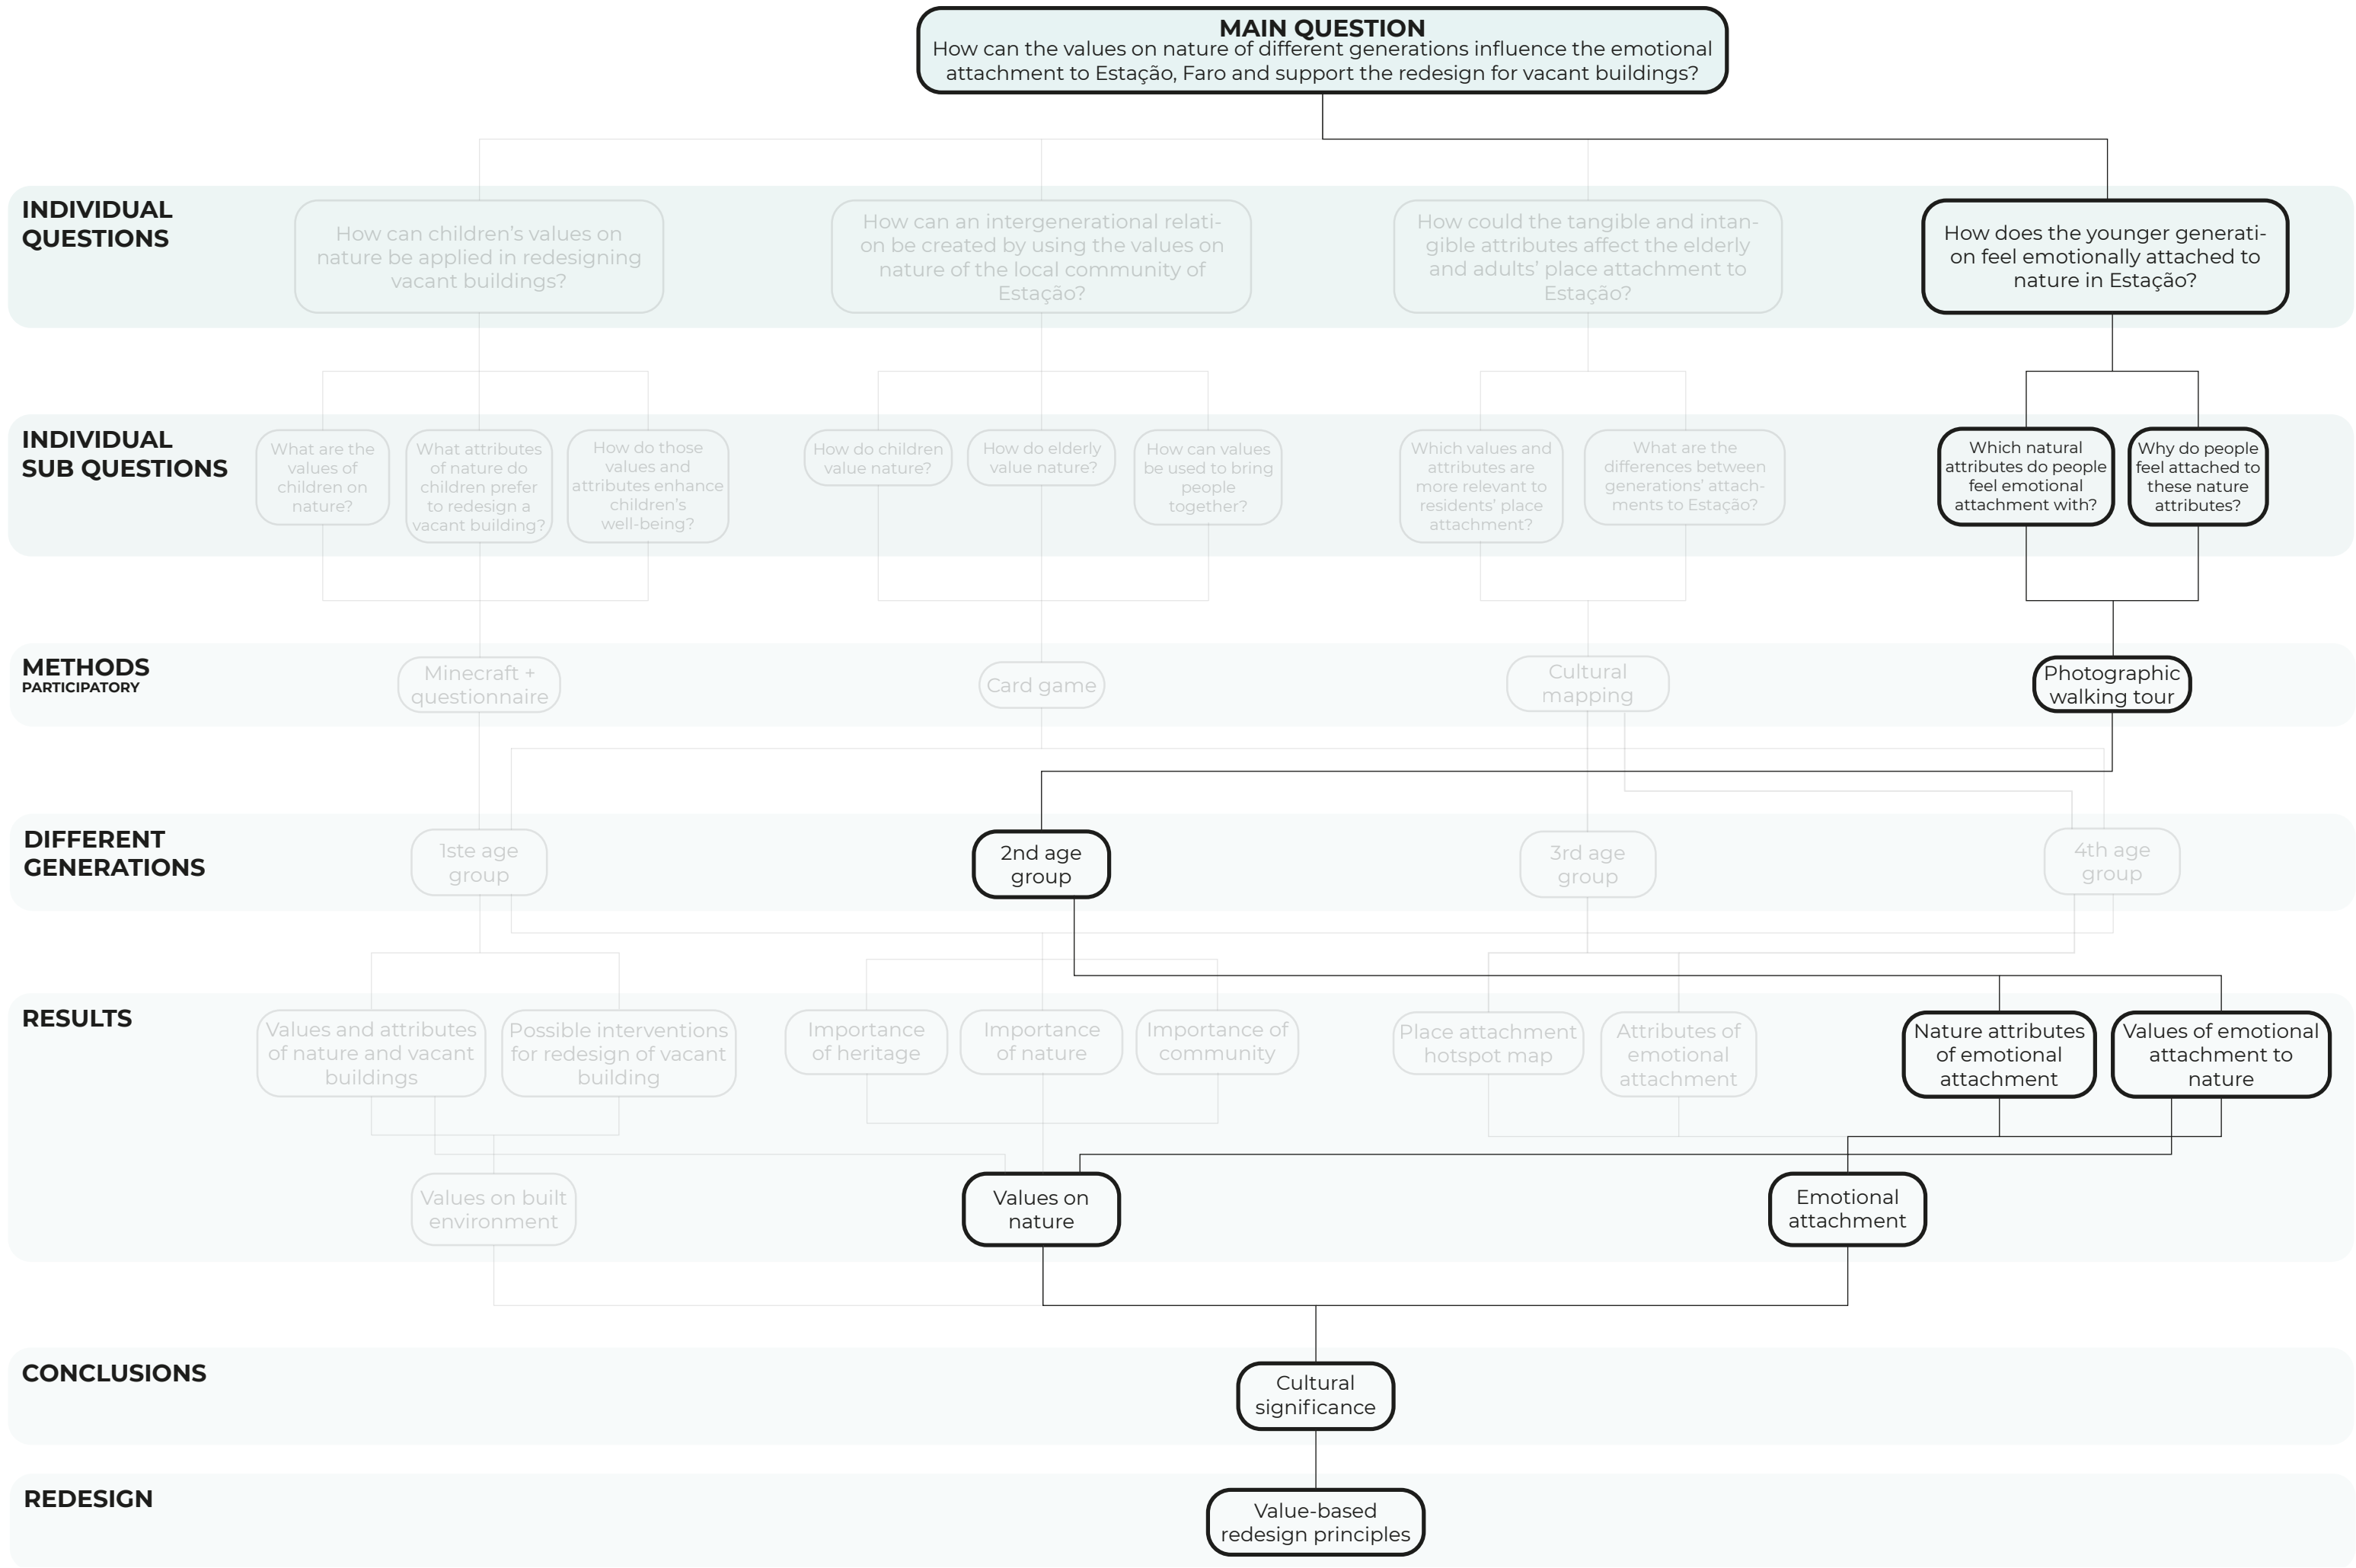 MAIN QUESTION
How can the values on nature of different generations influence the emotional
attachment to Estação, Faro and support the redesign for vacant buildings?
INDIVIDUAL
QUESTIONS
How can children's values on
nature be applied in redesigning
vacant buildings?
How can an intergenerational relati-
on be created by using the values on
nature of the local community of
Estação?
How could the tangible and intan-
gible attributes affect the elderly
and adults' place attachment to
Estação?
How does the younger generati-
on feel emotionally attached to
nature in Estação?
INDIVIDUAL
SUB QUESTIONS
What are the
values of
children on
nature?
What attributes
of nature do
children prefer
to redesign a
vacant building?
How do those
values and
attributes enhance
children's
well-being?
How do children
value nature?
How do elderly
value nature?
How can values
be used to bring
people
together?
Which values and
attributes are
more relevant to
residents' place
attachment?
What are the
differences between
generations' attach-
ments to Estação?
Which natural
attributes do people
feel emotional
attachment with?
Why do people
feel attached to
these nature
attributes?
METHODS
PARTICIPATORY
Minecraft +
questionnaire
Card game
Cultural
mapping
Photographic
walking tour
DIFFERENT
GENERATIONS
1ste age
group
2nd age
group
3rd age
group
4th age
group
RESULTS
Values and attributes
of nature and vacant
buildings
Possible interventions
for redesign of vacant
building
Importance
of heritage
Importance
of nature
Importance of
community
Place attachment
hotspot map
Attributes of
emotional
attachment
Nature attributes
of emotional
attachment
Values of emotional
attachment to
nature
Values on built
environment
Values on
nature
Emotional
attachment
CONCLUSIONS
Cultural
significance
REDESIGN
Value-based
redesign principles